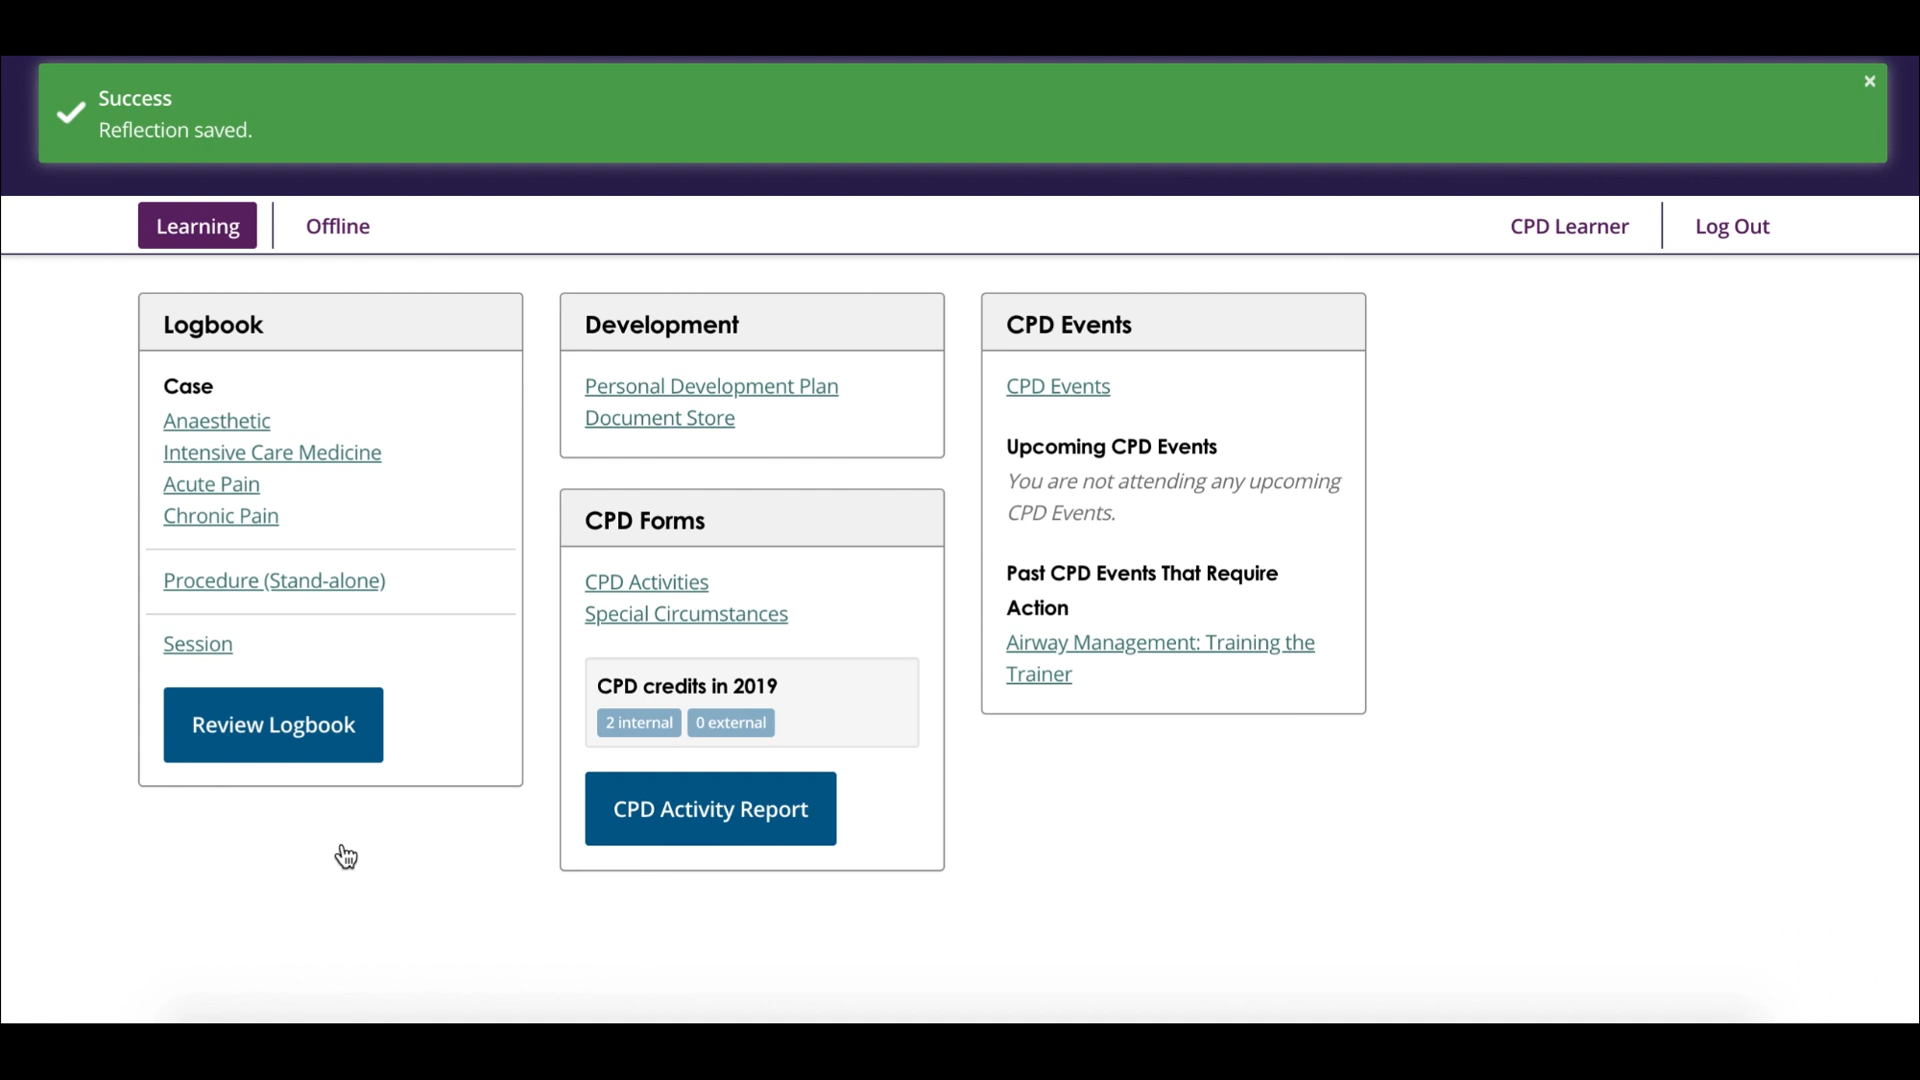 Success
Reflection saved.
×
Learning
Offline
CPD Learner
Log Out
Logbook
Case
Anaesthetic
Intensive Care Medicine
Acute Pain
Chronic Pain
Procedure (Stand-alone)
Session
Review Logbook
Development
Personal Development Plan
Document Store
CPD Forms
CPD Activities
Special Circumstances
CPD credits in 2019
2 internal
0 external
CPD Activity Report
CPD Events
CPD Events
Upcoming CPD Events
You are not attending any upcoming
CPD Events.
Past CPD Events That Require
Action
Airway Management: Training the
Trainer